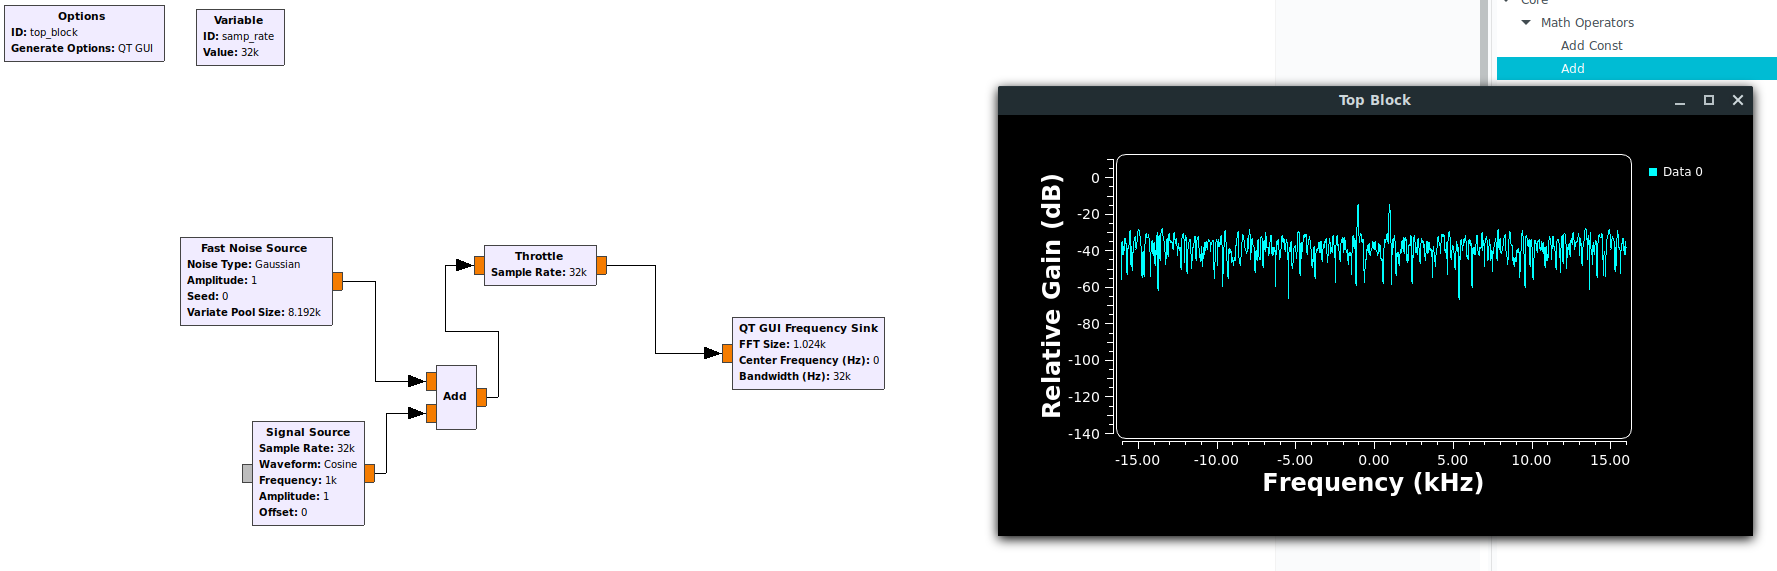 Options
ID: top_block
Generate Options: QT GUI
Variable
ID: samp_rate
Value: 32k
Core
Math Operators
Add Const
Add
Top Block
Fast Noise Source
Noise Type: Gaussian
Amplitude: 1
Seed: 0
Variate Pool Size: 8.192k
Throttle
Sample Rate: 32k
QT GUI Frequency Sink
FFT Size: 1.024k
Center Frequency (Hz): 0
Bandwidth (Hz): 32k
Add
Signal Source
Sample Rate: 32k
Waveform: Cosine
Frequency: 1k
Amplitude: 1
Offset: 0
Relative Gain (dB)
0
-20
-40
-60
-80
-100
-120
-140
Data 0
-15.00 -10.00 -5.00 0.00 5.00 10.00 15.00
Frequency (kHz)